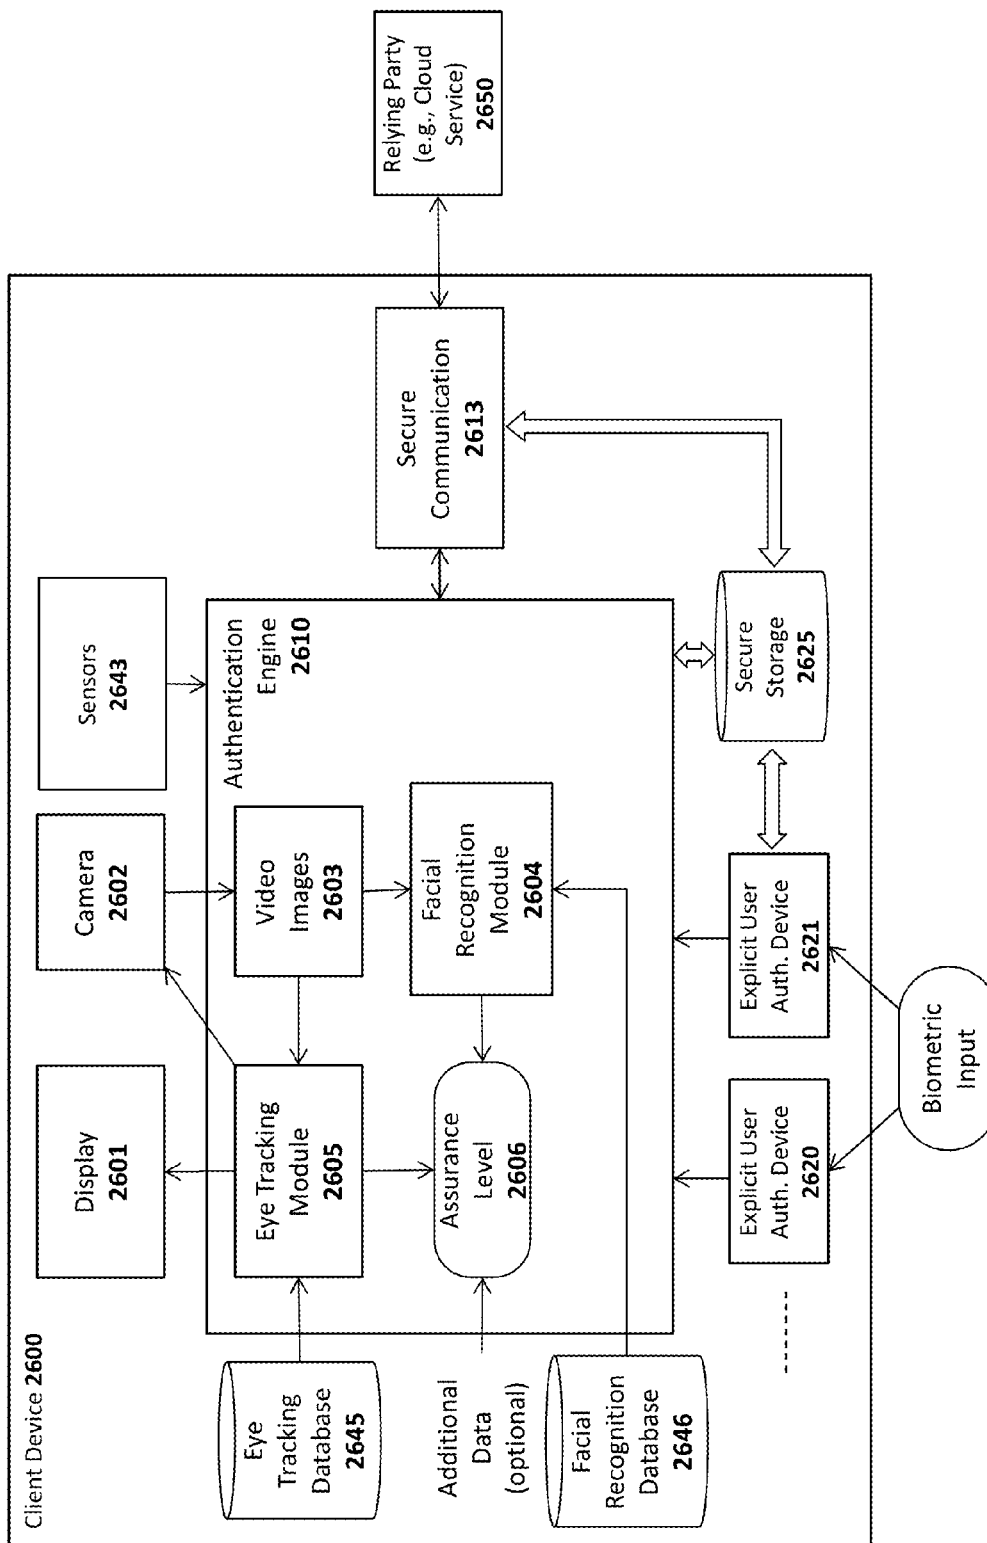 Client Device 2600
Display
2601
Camera
2602
Sensors
2643
Eye
Tracking
Database
2645
Eye Tracking
Module
2605
Video
Images
2603
Authentication
Engine
2610
Additional
Data
(optional)
Assurance
Level
2606
Facial
Recognition
Module
2604
Secure
Communication
2613
Relying Party
(e.g., Cloud
Service)
2650
Facial
Recognition
Database
2646
Explicit User
Auth. Device
2620
Explicit User
Auth. Device
2621
Secure
Storage
2625
Biometric
Input